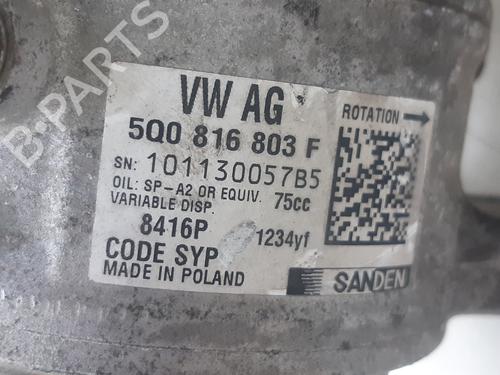 B-PARTS
VW AG
ROTATION
5Q0 816 803 F
SN: 101130057B5
OIL: SP-A2 OR EQUIV. 75cc
VARIABLE DISP.
8416P
1234yf
CODE SYP
MADE IN POLAND
SANDEN